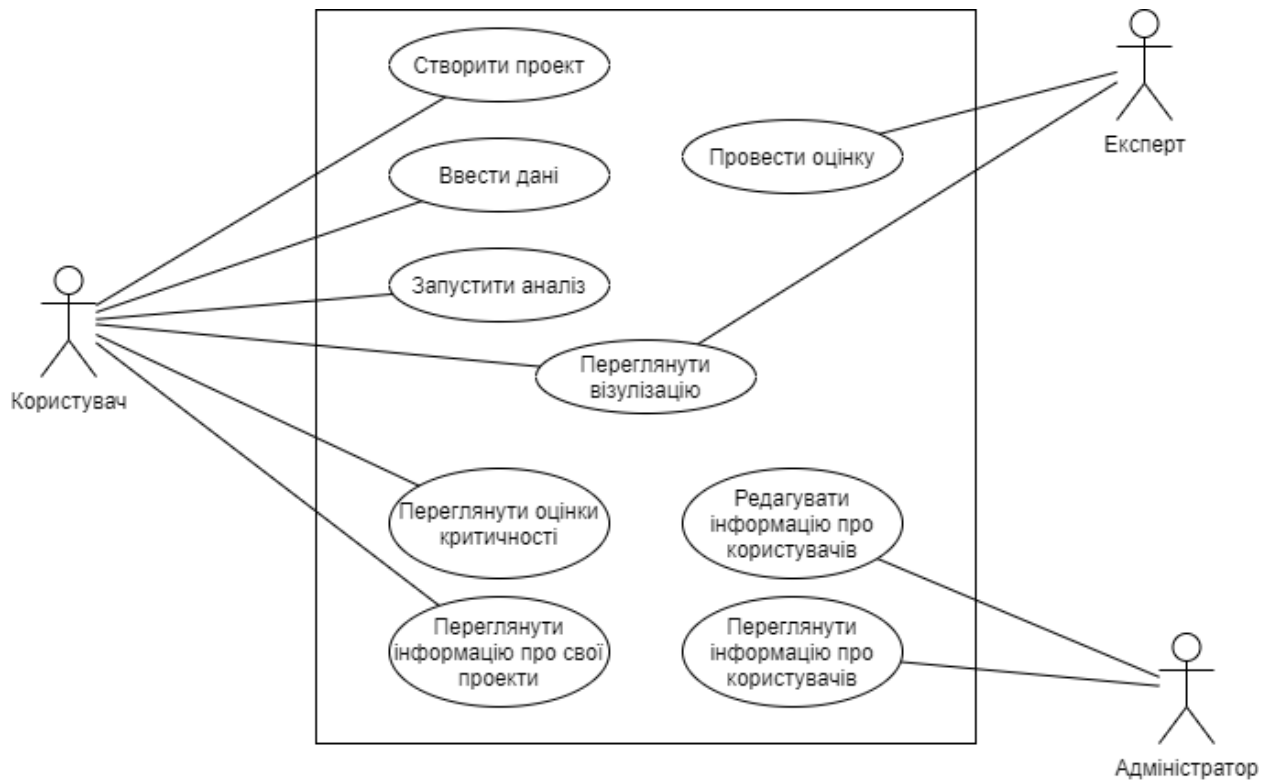 Створити проект
Провести оцінку
Експерт
Ввести дані
Запустити аналіз
Переглянути
візулізацію
Користувач
Переглянути оцінки
критичності
Редагувати
інформацію про
користувачів
Переглянути
інформацію про свої
проекти
Переглянути
інформацію про
користувачів
Адміністратор